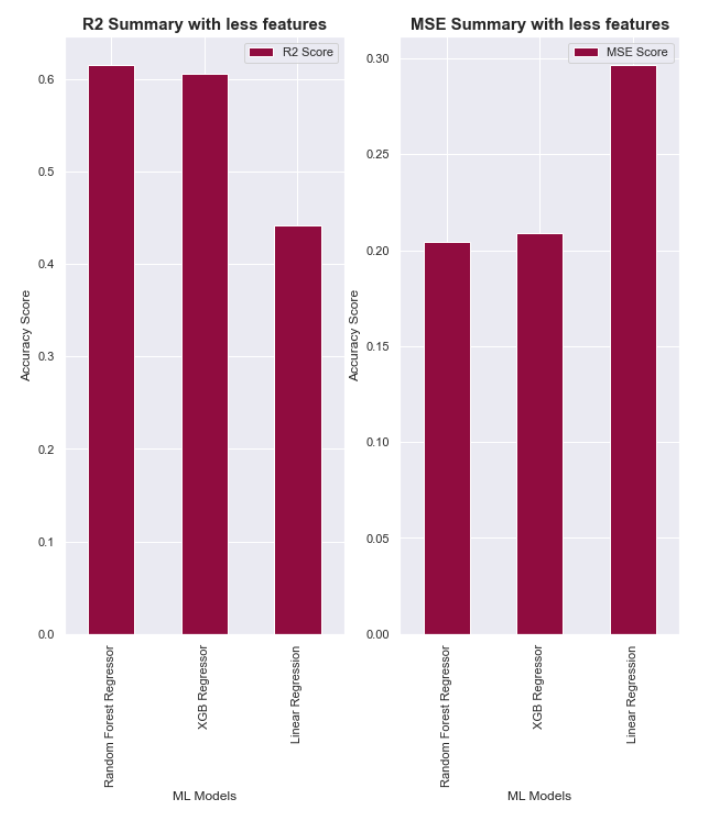 R2 Summary with less features
R2 Score
Accuracy Score
0.6
0.5
0.4
0.3
0.2
0.1
0.0
Random Forest Regressor
XGB Regressor
Linear Regression
ML Models
MSE Summary with less features
MSE Score
Accuracy Score
0.30
0.25
0.20
0.15
0.10
0.05
0.00
Random Forest Regressor
XGB Regressor
Linear Regression
ML Models